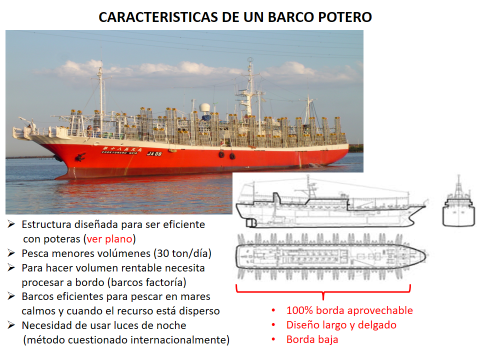 CARACTERISTICAS DE UN BARCO POTERO
JA 08
➢ Estructura diseñada para ser eficiente
con poteras (ver plano)
➢ Pesca menores volúmenes (30 ton/día)
➢ Para hacer volumen rentable necesita
procesar a bordo (barcos factoría)
➢ Barcos eficientes para pescar en mares
calmos y cuando el recurso está disperso
➢ Necesidad de usar luces de noche
(método cuestionado internacionalmente)
• 100% borda aprovechable
• Diseño largo y delgado
• Borda baja